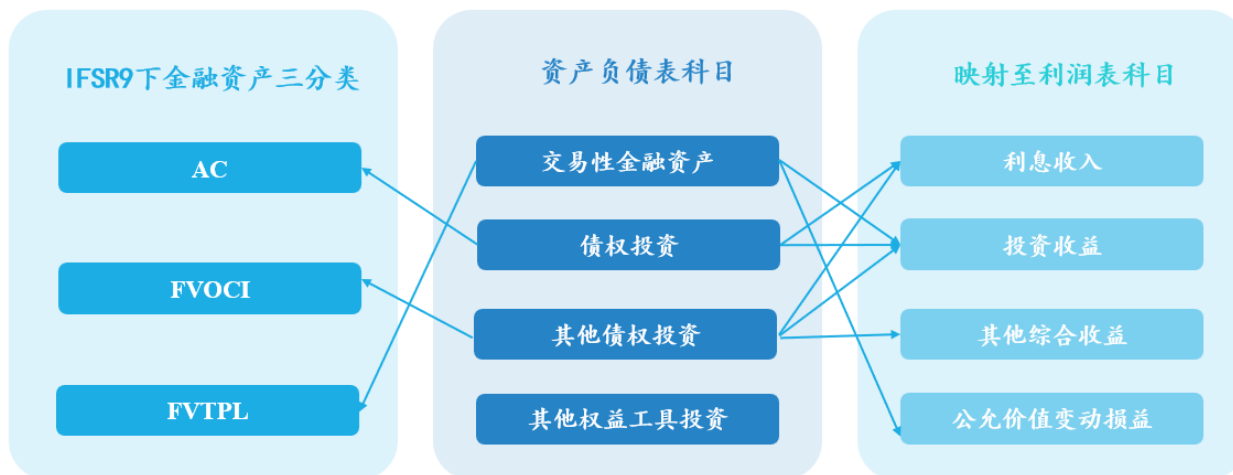 IFSR9下金融资产三分类
AC
FVOCI
FVTPL
资产负债表科目
交易性金融资产
债权投资
其他债权投资
其他权益工具投资
映射至利润表科目
利息收入
投资收益
其他综合收益
公允价值变动损益